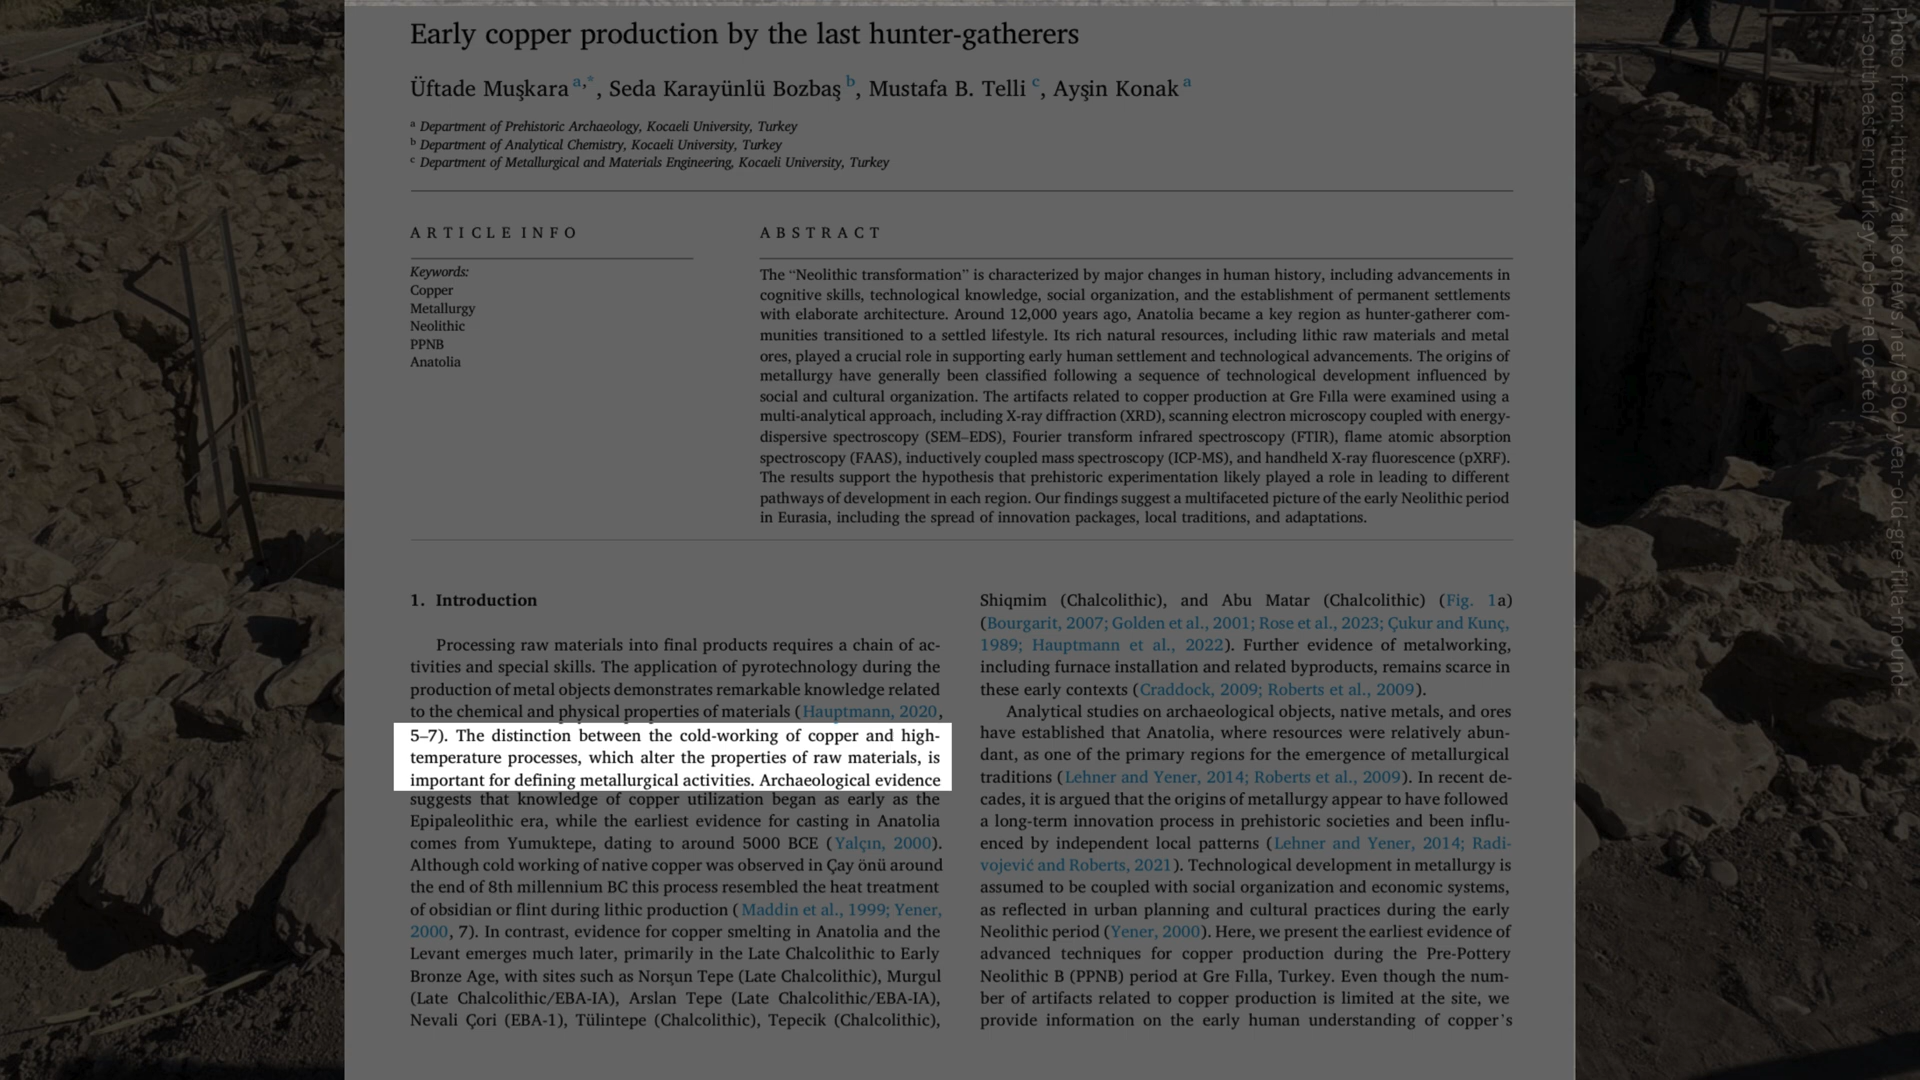 Early copper production by the last hunter-gatherers
Üftade Muşkara a,*, Seda Karayünlü Bozbaş b, Mustafa B. Telli c, Ayşin Konak a
a Department of Prehistoric Archaeology, Kocaeli University, Turkey
b Department of Analytical Chemistry, Kocaeli University, Turkey
c Department of Metallurgical and Materials Engineering, Kocaeli University, Turkey
ARTICLE INFO
Keywords:
Copper
Metallurgy
Neolithic
PPNB
Anatolia
ABSTRACT
The “Neolithic transformation” is characterized by major changes in human history, including advancements in
cognitive skills, technological knowledge, social organization, and the establishment of permanent settlements
with elaborate architecture. Around 12,000 years ago, Anatolia became a key region as hunter-gatherer com-
munities transitioned to a settled lifestyle. Its rich natural resources, including lithic raw materials and metal
ores, played a crucial role in supporting early human settlement and technological advancements. The origins of
metallurgy have generally been classified following a sequence of technological development influenced by
social and cultural organization. The artifacts related to copper production at Gre Fılla were examined using a
multi-analytical approach, including X-ray diffraction (XRD), scanning electron microscopy coupled with energy-
dispersive spectroscopy (SEM–EDS), Fourier transform infrared spectroscopy (FTIR), flame atomic absorption
spectroscopy (FAAS), inductively coupled mass spectroscopy (ICP-MS), and handheld X-ray fluorescence (pXRF).
The results support the hypothesis that prehistoric experimentation likely played a role in leading to different
pathways of development in each region. Our findings suggest a multifaceted picture of the early Neolithic period
in Eurasia, including the spread of innovation packages, local traditions, and adaptations.
1. Introduction
Processing raw materials into final products requires a chain of ac-
tivities and special skills. The application of pyrotechnology during the
production of metal objects demonstrates remarkable knowledge related
to the chemical and physical properties of materials (Hauptmann, 2020,
5–7). The distinction between the cold-working of copper and high-
temperature processes, which alter the properties of raw materials, is
important for defining metallurgical activities. Archaeological evidence
suggests that knowledge of copper utilization began as early as the
Epipaleolithic era, while the earliest evidence for casting in Anatolia
comes from Yumuktepe, dating to around 5000 BCE (Yalçın, 2000).
Although cold working of native copper was observed in Çay önü around
the end of 8th millennium BC this process resembled the heat treatment
of obsidian or flint during lithic production (Maddin et al., 1999; Yener,
2000, 7). In contrast, evidence for copper smelting in Anatolia and the
Levant emerges much later, primarily in the Late Chalcolithic to Early
Bronze Age, with sites such as Norşun Tepe (Late Chalcolithic), Murgul
(Late Chalcolithic/EBA-IA), Arslan Tepe (Late Chalcolithic/EBA-IA),
Nevali Çori (EBA-1), Tülintepe (Chalcolithic), Tepecik (Chalcolithic),
Shiqmim (Chalcolithic), and Abu Matar (Chalcolithic) (Fig. 1a)
(Bourgarit, 2007; Golden et al., 2001; Rose et al., 2023; Çukur and Kunç,
1989; Hauptmann et al., 2022). Further evidence of metalworking,
including furnace installation and related byproducts, remains scarce in
these early contexts (Craddock, 2009; Roberts et al., 2009).
Analytical studies on archaeological objects, native metals, and ores
have established that Anatolia, where resources were relatively abun-
dant, as one of the primary regions for the emergence of metallurgical
traditions (Lehner and Yener, 2014; Roberts et al., 2009). In recent de-
cades, it is argued that the origins of metallurgy appear to have followed
a long-term innovation process in prehistoric societies and been influ-
enced by independent local patterns (Lehner and Yener, 2014; Radi-
vojević and Roberts, 2021). Technological development in metallurgy is
assumed to be coupled with social organization and economic systems,
as reflected in urban planning and cultural practices during the early
Neolithic period (Yener, 2000). Here, we present the earliest evidence of
advanced techniques for copper production during the Pre-Pottery
Neolithic B (PPNB) period at Gre Fılla, Turkey. Even though the num-
ber of artifacts related to copper production is limited at the site, we
provide information on the early human understanding of copper's
Photo from: https://arkeonews.net/9300-year-old-gre-filla-mound-
in-southeastern-turkey-to-be-relocated/